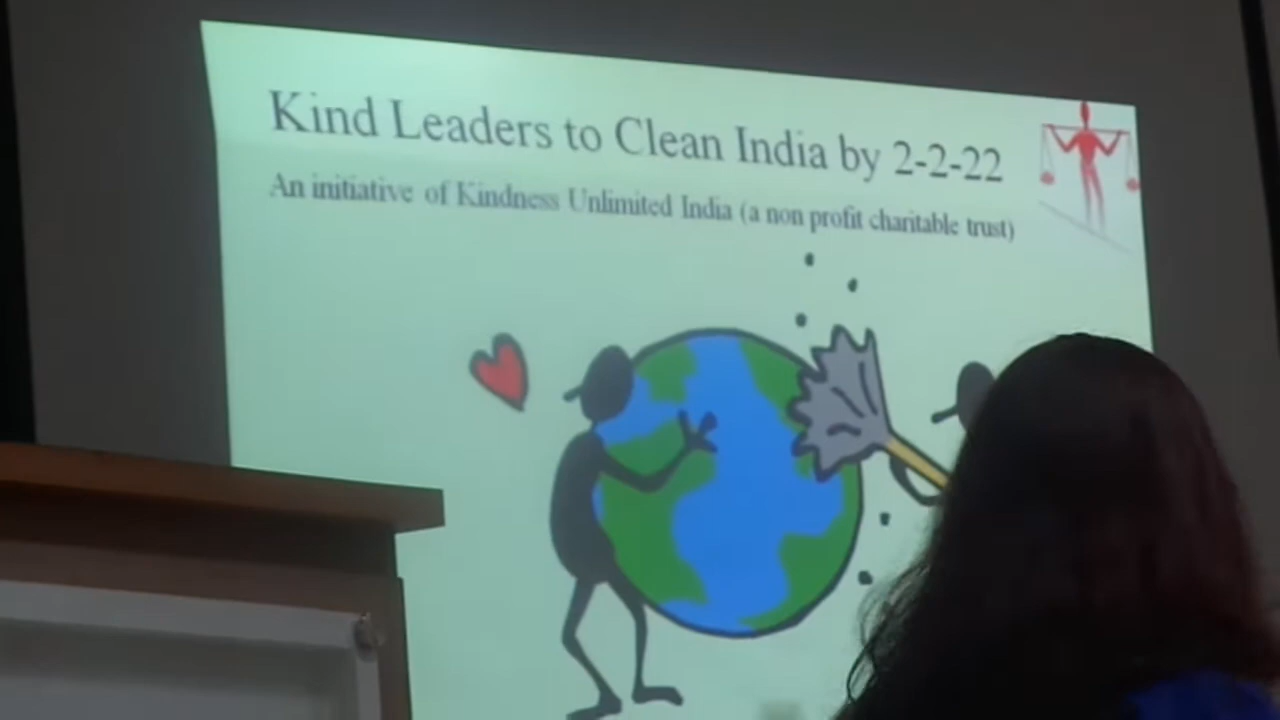 Kind Leaders to Clean India by 2-2-22
An initiative of Kindness Unlimited India (a non profit charitable trust)